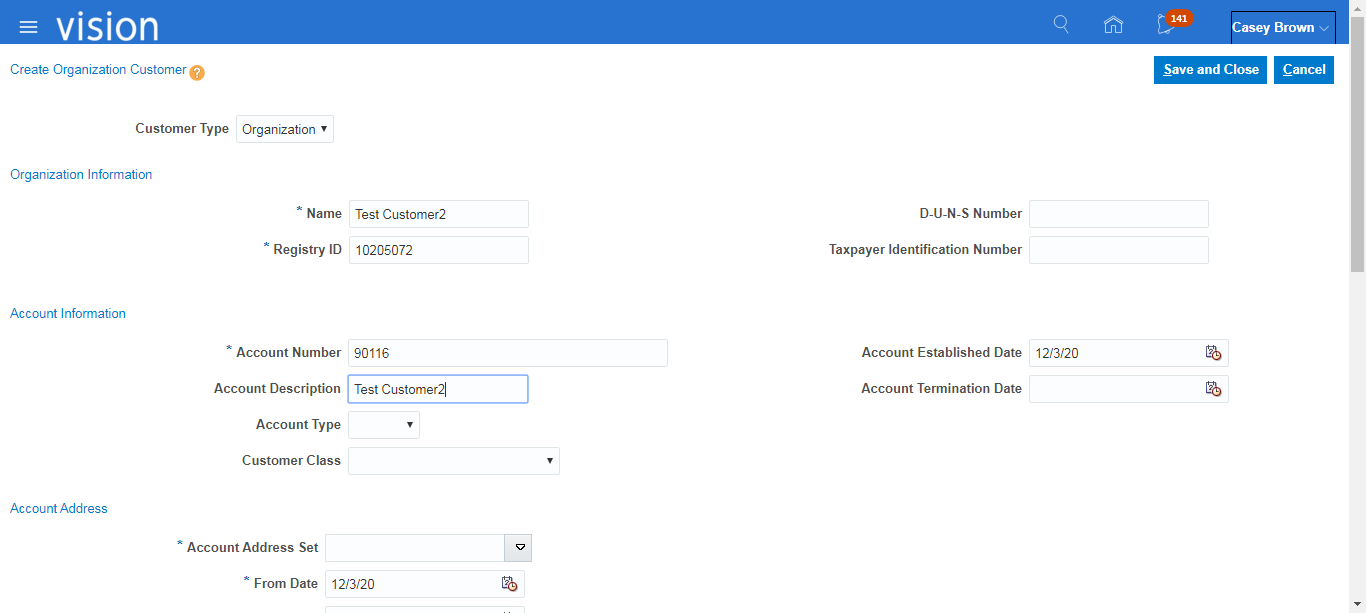 vision
141
Casey Brown
Create Organization Customer ?
Save and Close Cancel
Customer Type Organization
Organization Information
* Name Test Customer2 D-U-N-S Number
* Registry ID 10205072 Taxpayer Identification Number
Account Information
* Account Number 90116 Account Established Date 12/3/20
Account Description Test Customer2 Account Termination Date
Account Type
Customer Class
Account Address
* Account Address Set
* From Date 12/3/20